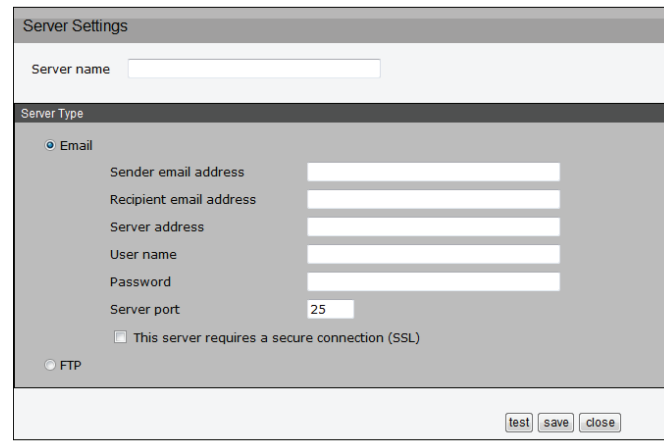 Server Settings
Server name
Server Type
Email
Sender email address
Recipient email address
Server address
User name
Password
Server port 25
This server requires a secure connection (SSL)
FTP
test save close